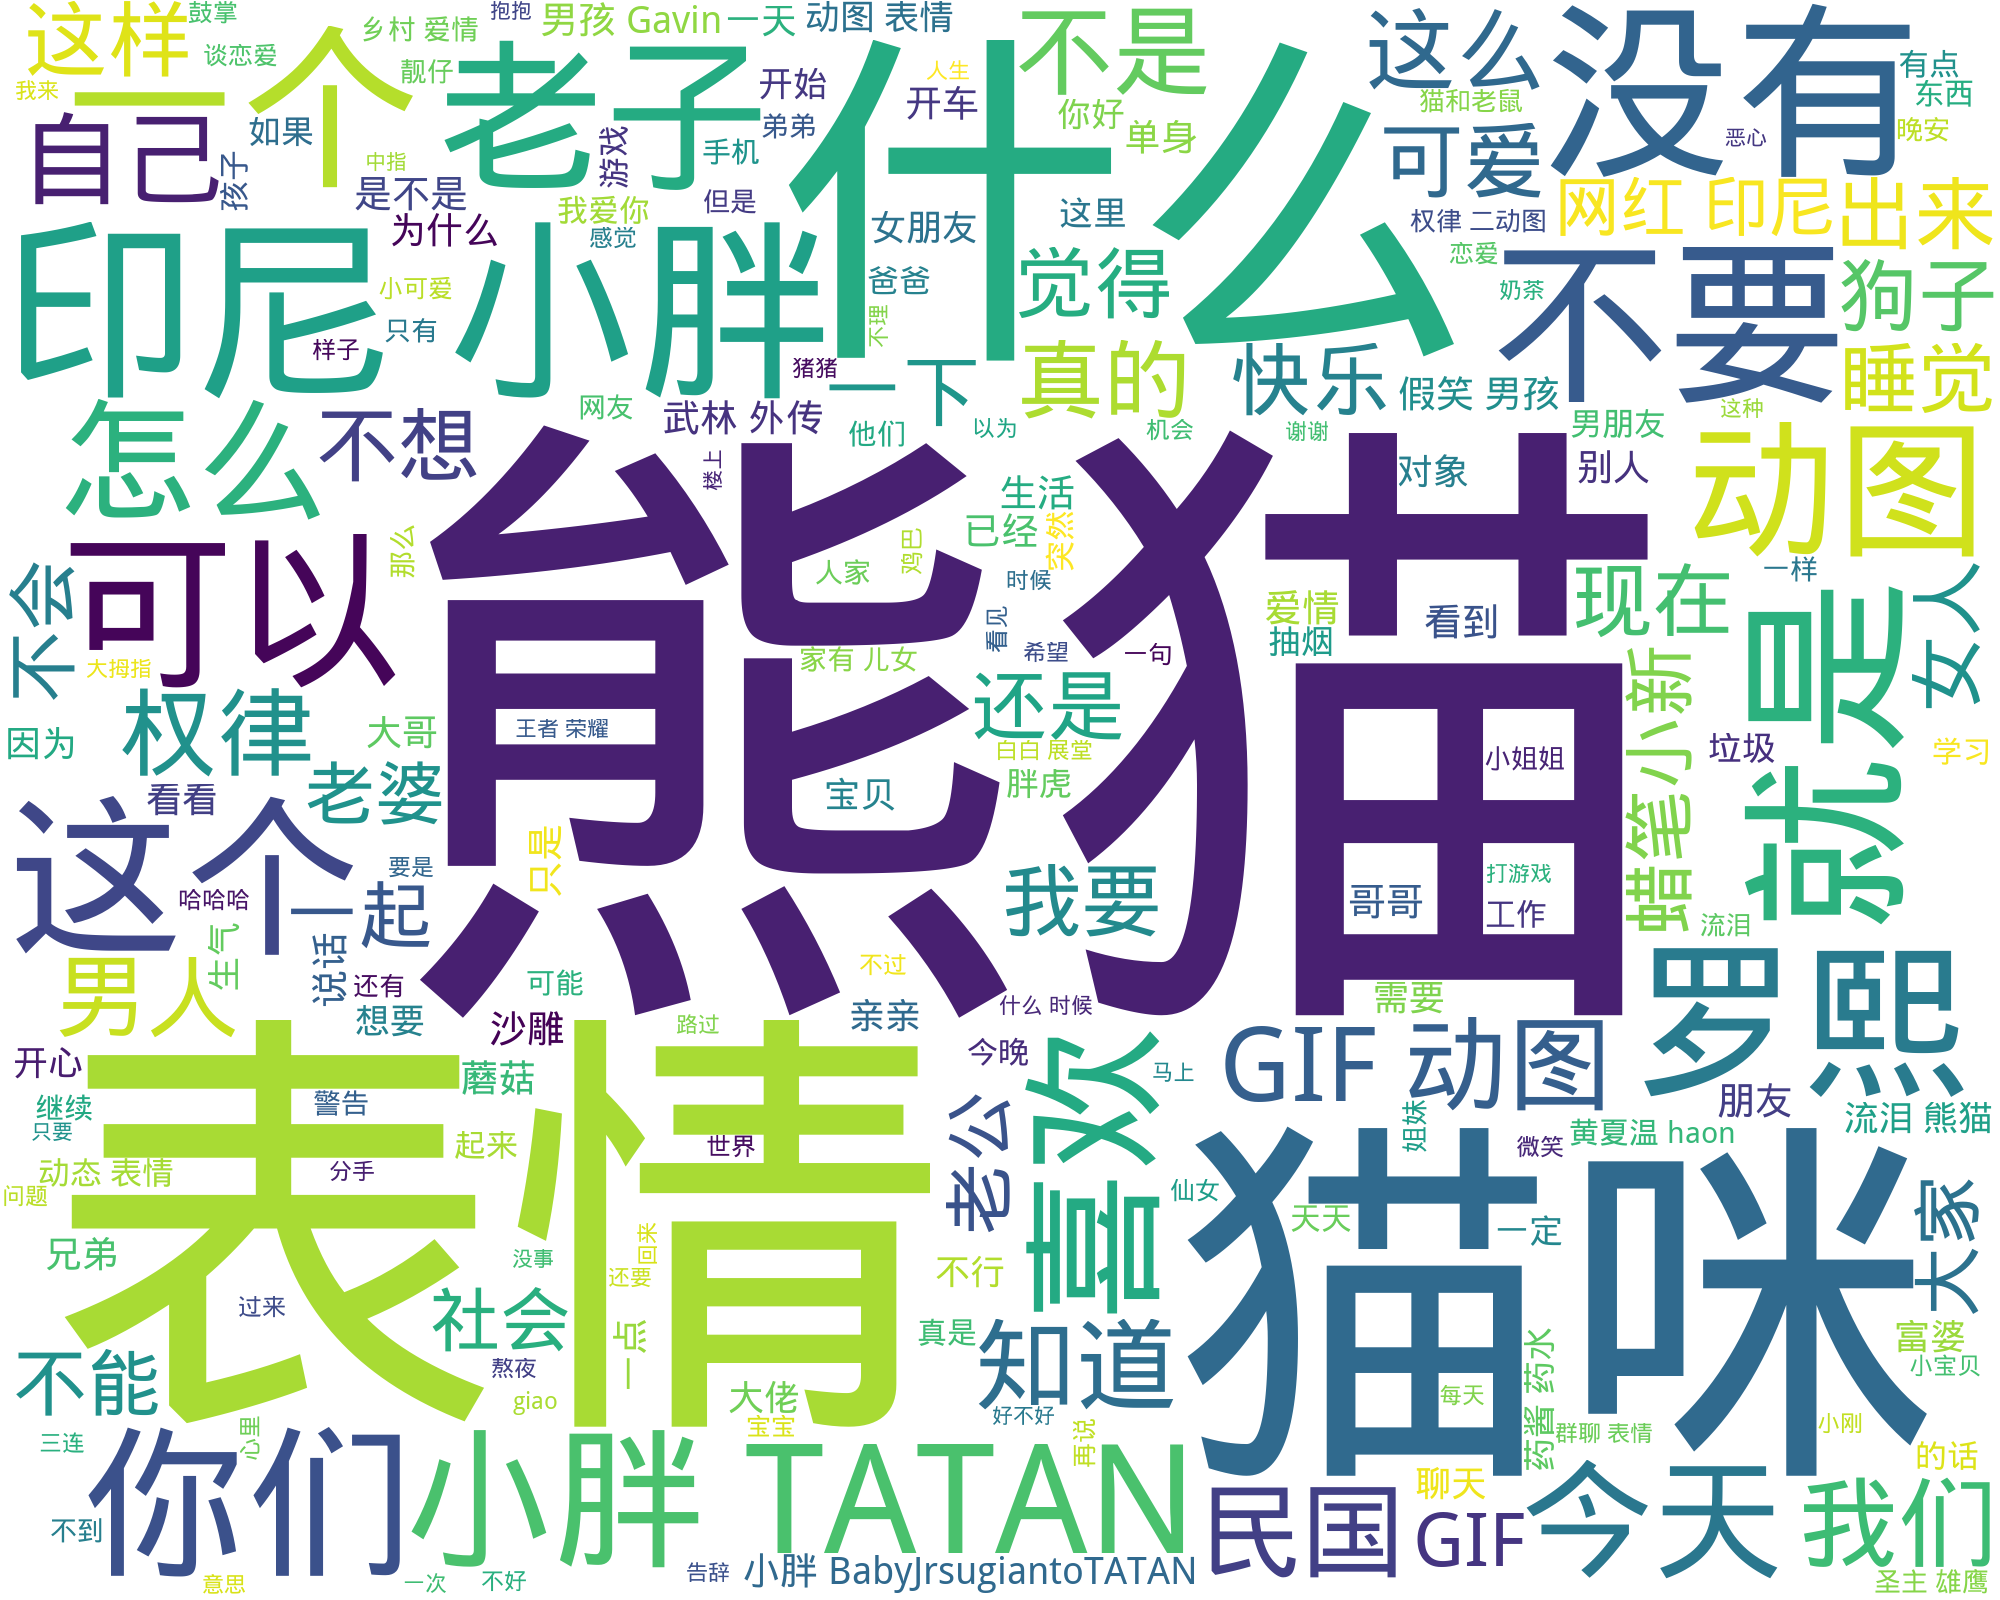 这样
鼓掌
抱抱
男孩 Gavin
一天
动图 表情
不是
这么
没有
乡村 爱情
谈恋爱
一个
靓仔
老子
什么
开始
人生
有点
我来
开车
猫和老鼠
东西
自己
如果
游戏
弟弟
你好
单身
可爱
恶心
晚安
孩子
中指
手机
是不是
我爱你
但是
这里
权律 二动图
网红 印尼
出来
为什么
感觉
女朋友
恋爱
印尼
小胖
觉得
不要
狗子
小可爱
爸爸
奶茶
只有
不理
样子
猪猪
一下
真的
快乐
假笑 男孩
睡觉
怎么
不想
网友
武林 外传
他们
以为
机会
谢谢
这种
男朋友
动图
楼上
熊猫
对象
别人
生活
已经
突然
可以
那么
人家
鸡巴
时候
一样
不会
爱情
看到
现在
女人
看见
抽烟
大拇指
家有 儿女
希望
一句
蜡笔小新
就是
权律
大哥
王者 荣耀
还是
因为
白白 展堂
小姐姐
垃圾
学习
老婆
宝贝
胖虎
看看
这个
只是
要是
打游戏
哈哈哈
一起
我要
哥哥
工作
流泪
男人
生气
说话
还有
可能
不过
罗熙
想要
沙雕
亲亲
什么 时候
需要
路过
表情
GIF 动图
开心
蘑菇
今晚
喜欢
马上
朋友
继续
警告
老公
姐妹
流泪 熊猫
只要
起来
世界
黄夏温 haon
动态 表情
分手
微笑
猫咪
问题
仙女
大家
兄弟
没事
回来
天天
一定
还要
不行
过来
社会
一点
真是
知道
富婆
不能
熬夜
药酱 药水
小宝贝
giao
大佬
每天
宝宝
好不好
小刚
三连
心里
你们
小胖 TATAN
再说
群聊 表情
的话
聊天
民国
GIF
今天
我们
不到
意思
一次
不好
告辞
小胖 BabyJrsugiantoTATAN
圣主 雄鹰